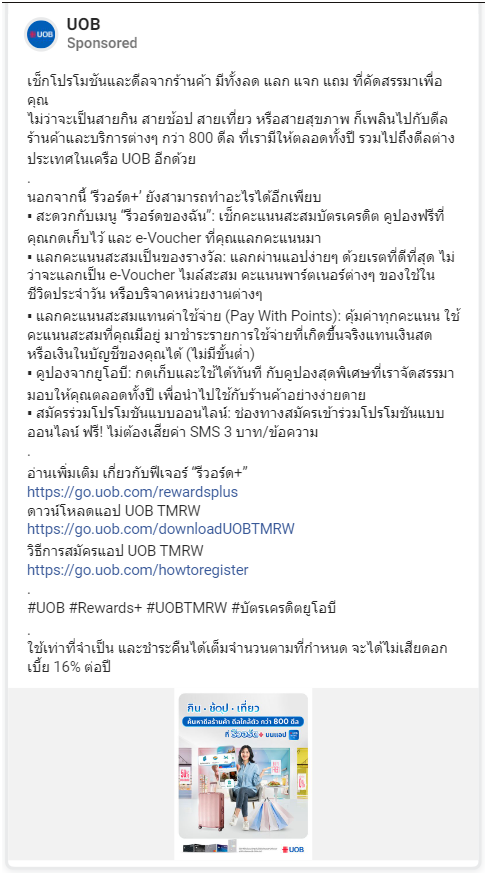 UOB
UOB
Sponsored
เช็กโปรโมชันและดีลจากร้านค้า มีทั้งลด แลก แจก แถม ที่คัดสรรมาเพื่อ
คุณ
ไม่ว่าจะเป็นสายกิน สายช้อป สายเที่ยว หรือสายสุขภาพ ก็เพลินไปกับดีล
ร้านค้าและบริการต่างๆ กว่า 800 ดีล ที่เรามีให้ตลอดทั้งปี รวมไปถึงดีลต่าง
ประเทศในเครือ UOB อีกด้วย
.
นอกจากนี้ ‘รีวอร์ด+’ ยังสามารถทำอะไรได้อีกเพียบ
▪ สะดวกกับเมนู “รีวอร์ดของฉัน”: เช็กคะแนนสะสมบัตรเครดิต คูปองฟรีที่
คุณกดเก็บไว้ และ e-Voucher ที่คุณแลกคะแนนมา
▪ แลกคะแนนสะสมเป็นของรางวัล: แลกผ่านแอปง่ายๆ ด้วยเรตที่ดีที่สุด ไม่
ว่าจะแลกเป็น e-Voucher ไมล์สะสม คะแนนพาร์ตเนอร์ต่างๆ ของใช้ใน
ชีวิตประจำวัน หรือบริจาคหน่วยงานต่างๆ
▪ แลกคะแนนสะสมแทนค่าใช้จ่าย (Pay With Points): คุ้มค่าทุกคะแนน ใช้
คะแนนสะสมที่คุณมีอยู่ มาชำระรายการใช้จ่ายที่เกิดขึ้นจริงแทนเงินสด
หรือเงินในบัญชีของคุณได้ (ไม่มีขั้นต่ำ)
▪ คูปองจากยูโอบี: กดเก็บและใช้ได้ทันที กับคูปองสุดพิเศษที่เราจัดสรรมา
มอบให้คุณตลอดทั้งปี เพื่อนำไปใช้กับร้านค้าอย่างง่ายดาย
▪ สมัครร่วมโปรโมชันแบบออนไลน์: ช่องทางสมัครเข้าร่วมโปรโมชันแบบ
ออนไลน์ ฟรี! ไม่ต้องเสียค่า SMS 3 บาท/ข้อความ
.
อ่านเพิ่มเติม เกี่ยวกับฟีเจอร์ “รีวอร์ด+”
https://go.uob.com/rewardsplus
ดาวน์โหลดแอป UOB TMRW
https://go.uob.com/downloadUOBTMRW
วิธีการสมัครแอป UOB TMRW
https://go.uob.com/howtoregister
.
#UOB #Rewards+ #UOBTMRW #บัตรเครดิตยูโอบี
.
ใช้เท่าที่จำเป็น และชำระคืนได้เต็มจำนวนตามที่กำหนด จะได้ไม่เสียดอก
เบี้ย 16% ต่อปี
กิน • ช้อป • เที่ยว
ค้นหาดีลร้านค้า ดีลใกล้ตัว กว่า 800 ดีล
ที่ รีวอร์ด+ บนแอป
UOB